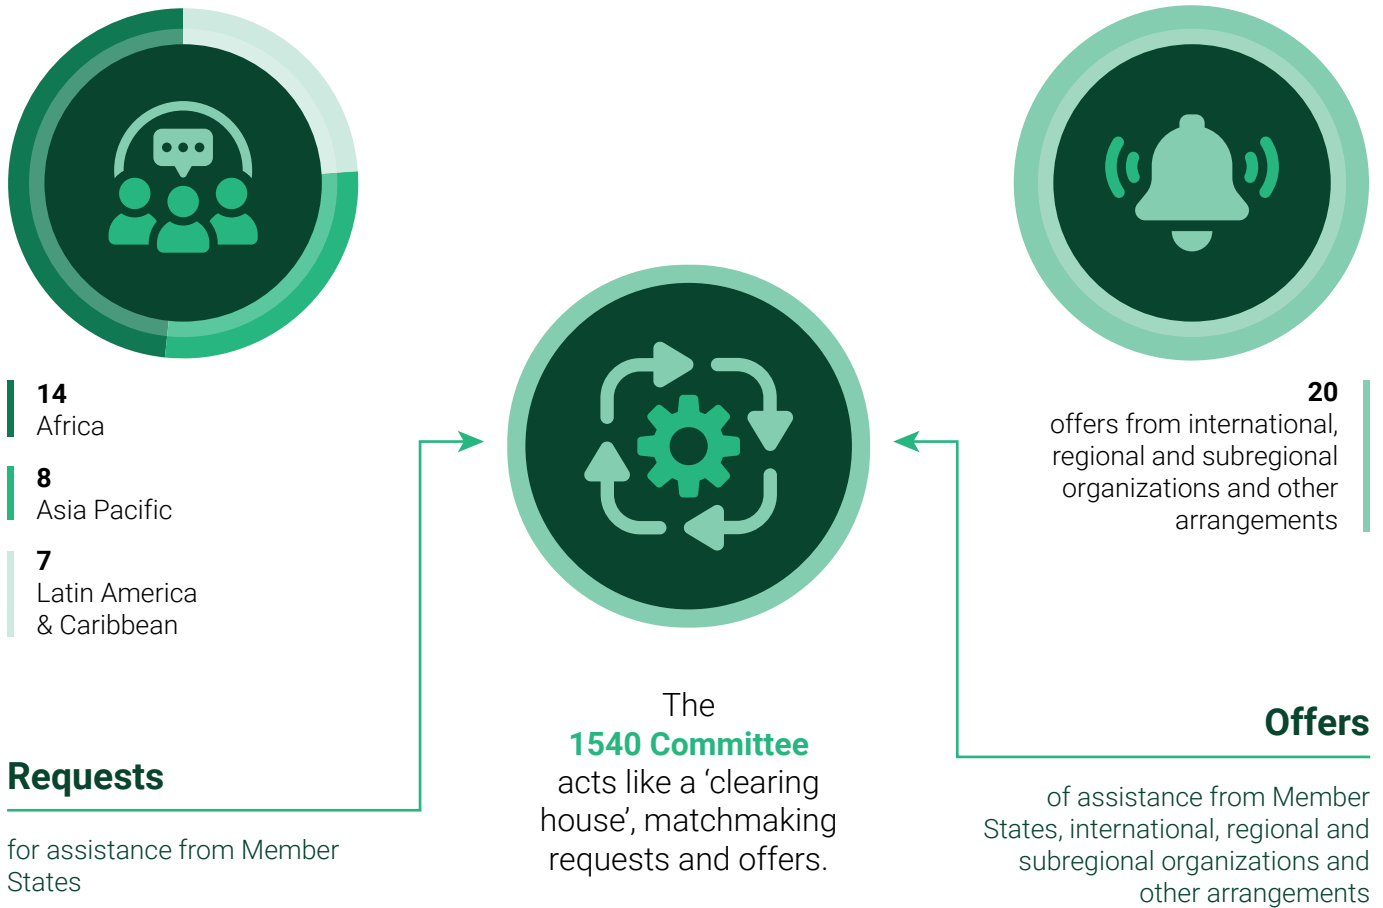 14
Africa
8
Asia Pacific
7
Latin America
& Caribbean
Requests
for assistance from Member
States
The
1540 Committee
acts like a ‘clearing
house’, matchmaking
requests and offers.
20
offers from international,
regional and subregional
organizations and other
arrangements
Offers
of assistance from Member
States, international, regional and
subregional organizations and
other arrangements